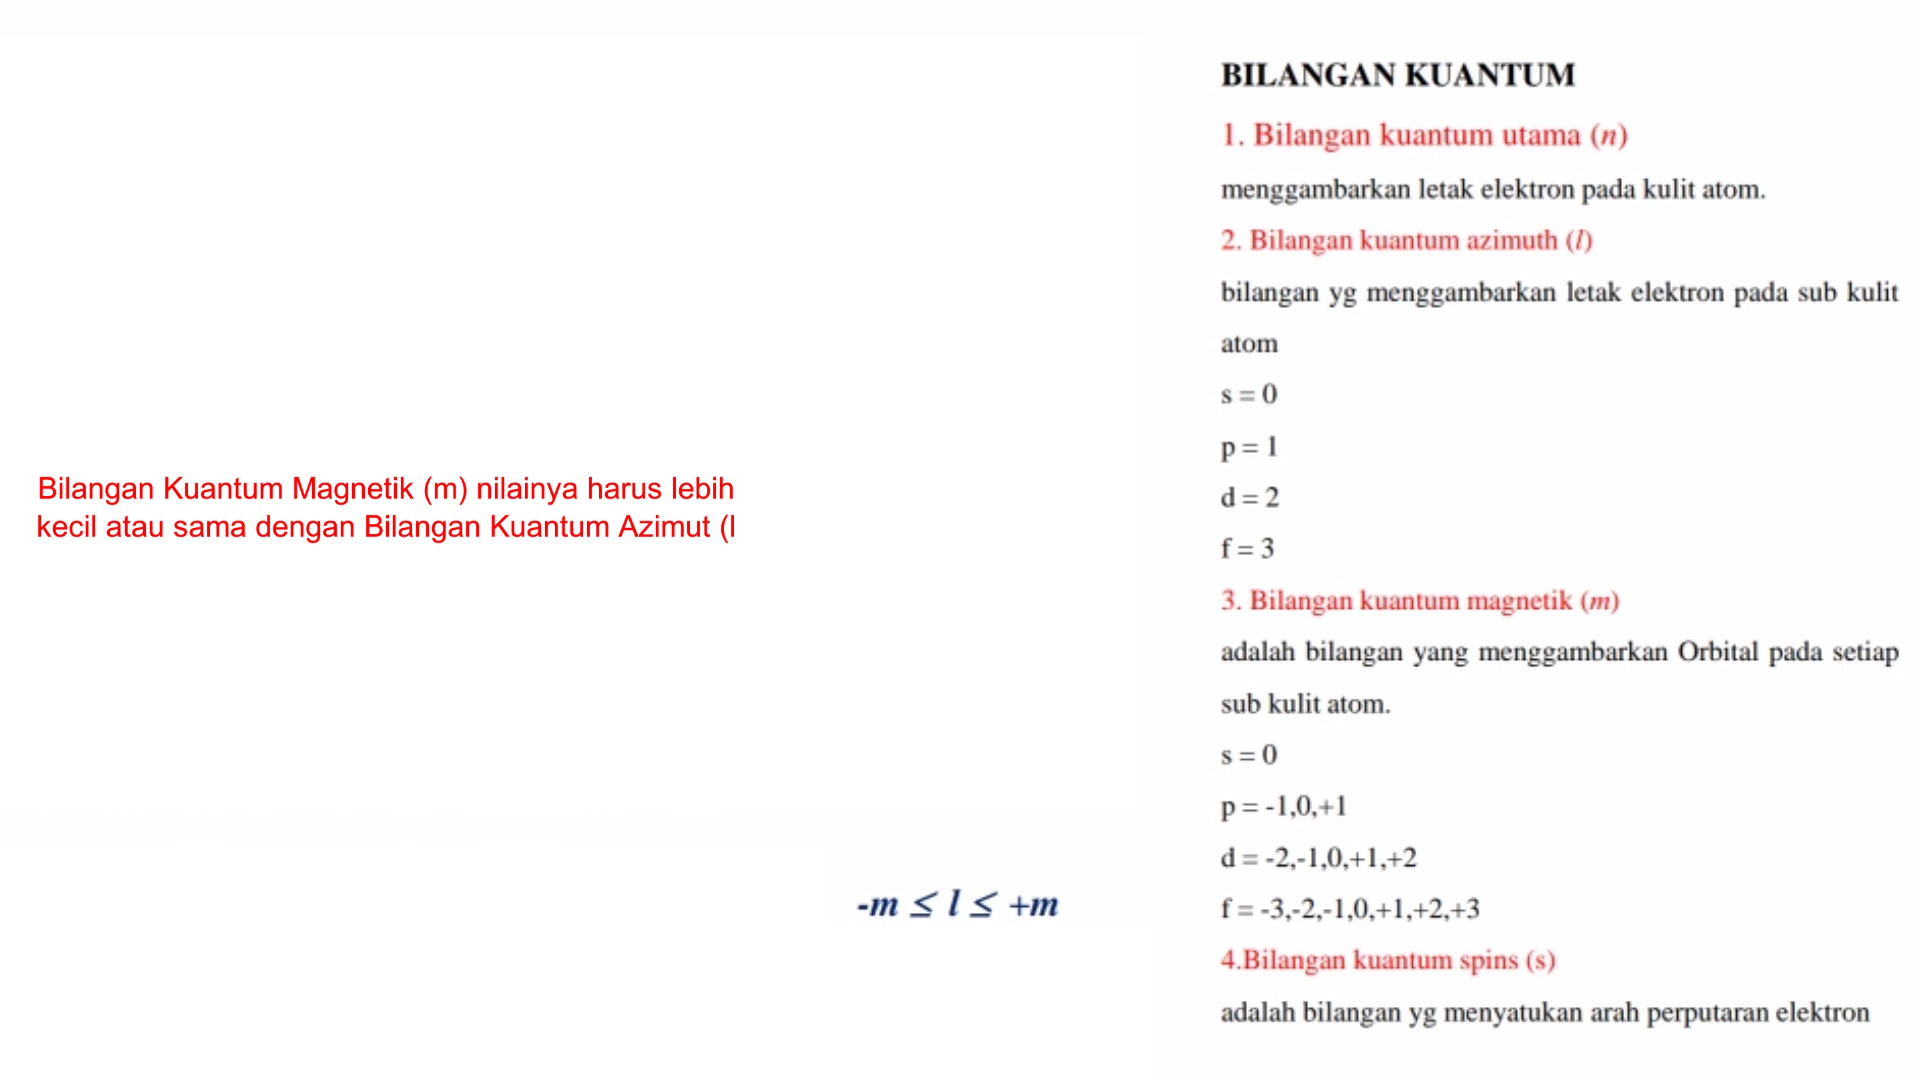 Bilangan Kuantum Magnetik (m) nilainya harus lebih
kecil atau sama dengan Bilangan Kuantum Azimut (l
-m ≤ l ≤ +m
BILANGAN KUANTUM
1. Bilangan kuantum utama (n)
menggambarkan letak elektron pada kulit atom.
2. Bilangan kuantum azimuth (l)
bilangan yg menggambarkan letak elektron pada sub kulit
atom
s = 0
p = 1
d = 2
f = 3
3. Bilangan kuantum magnetik (m)
adalah bilangan yang menggambarkan Orbital pada setiap
sub kulit atom.
s = 0
p = -1,0,+1
d = -2,-1,0,+1,+2
f = -3,-2,-1,0,+1,+2,+3
4.Bilangan kuantum spins (s)
adalah bilangan yg menyatukan arah perputaran elektron